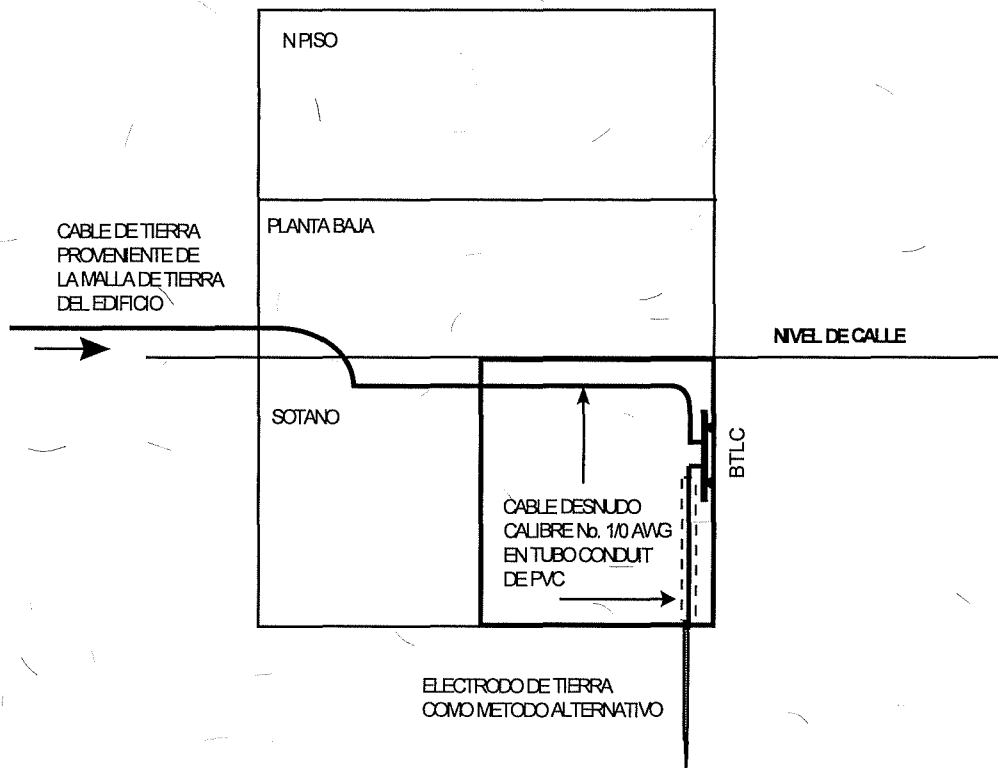 N PISO
PLANTA BAJA
CABLE DE TIERRA
PROVENIENTE DE
LA MALLA DE TIERRA
DEL EDIFICIO
NIVEL DE CALLE
SOTANO
BTLC
CABLE DESNUDO
CALIBRE No. 1/0 AWG
EN TUBO CONDUIT
DE PVC
ELECTRODO DE TIERRA
COMO METODO ALTERNATIVO